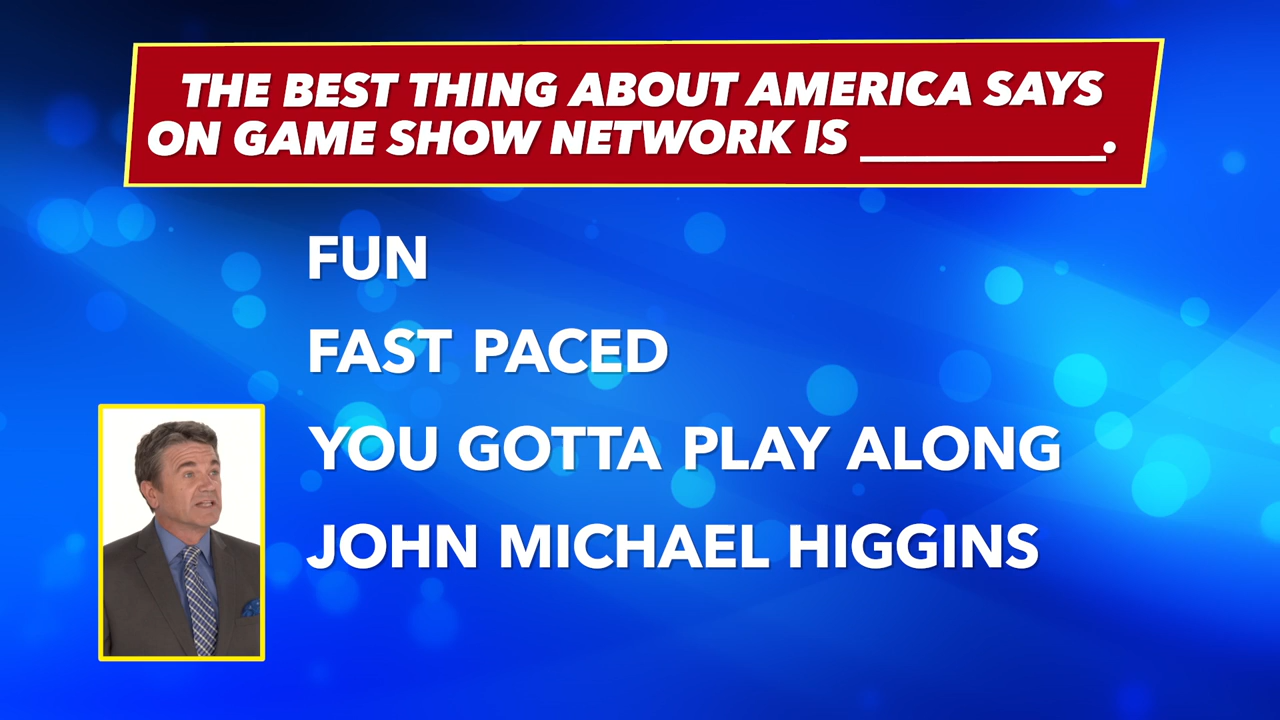 THE BEST THING ABOUT AMERICA SAYS
ON GAME SHOW NETWORK IS __________.
FUN
FAST PACED
YOU GOTTA PLAY ALONG
JOHN MICHAEL HIGGINS